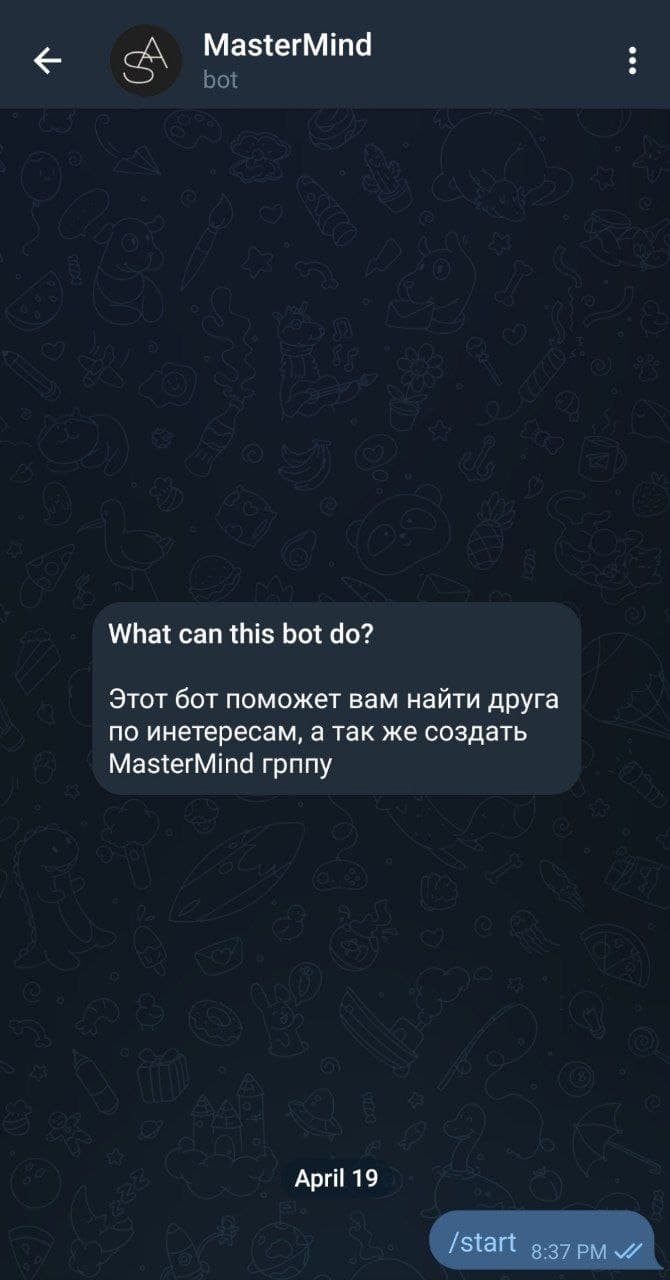 MasterMind
bot
What can this bot do?
Этот бот поможет вам найти друга
по инетересам, а так же создать
MasterMind грппу
April 19
/start 8:37 PM